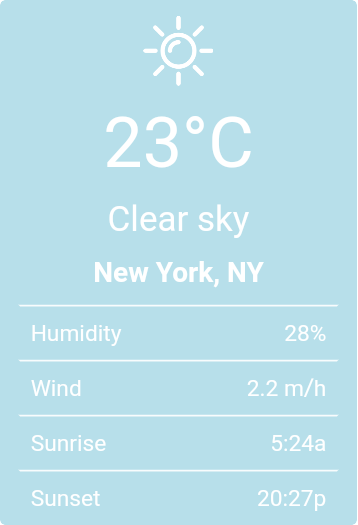 23°C
Clear sky
New York, NY
Humidity 28%
Wind 2.2 m/h
Sunrise 5:24a
Sunset 20:27p